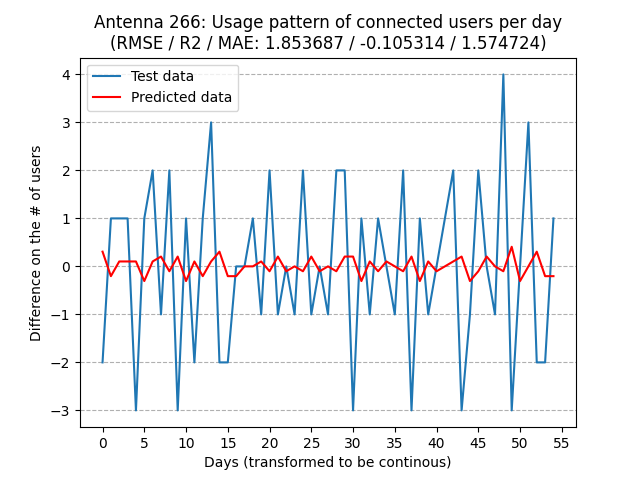 Antenna 266: Usage pattern of connected users per day
(RMSE / R2 / MAE: 1.853687 / -0.105314 / 1.574724)
Test data
Predicted data
Difference on the # of users
4
3
2
1
0
−1
−2
−3
0 5 10 15 20 25 30 35 40 45 50 55
Days (transformed to be continous)